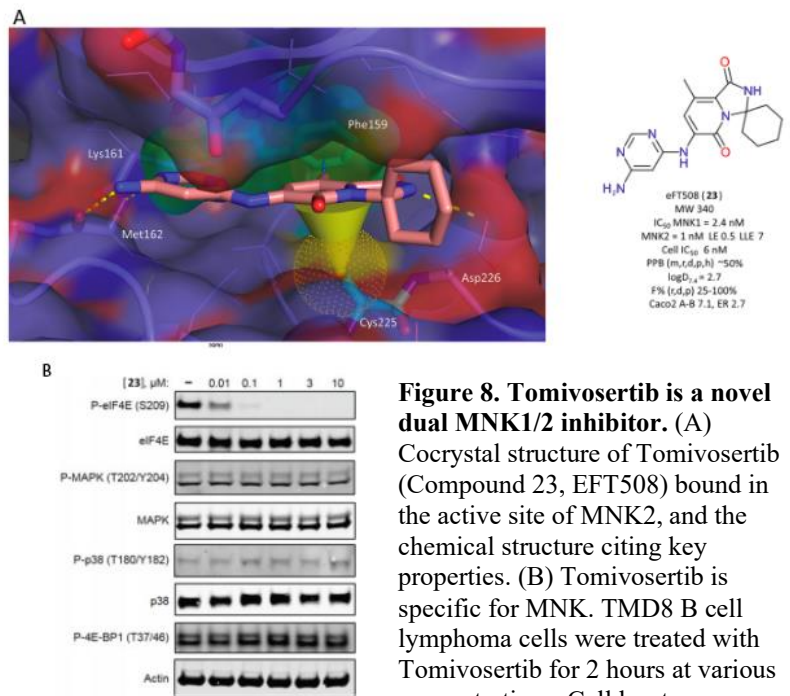 A
Phe159
Lys161
Met162
Asp226
Cys225
O
NH
N
O
N
N
N
H
H₂N
eFT508 (23)
MW 340
IC₅₀ MNK1 = 2.4 nM
MNK2 = 1 nM LE 0.5 LLE 7
Cell IC₅₀ 6 nM
PPB (m,r,d,p,h) ~50%
logD₇.₄ = 2.7
F% (r,d,p) 25-100%
Caco2 A-B 7.1, ER 2.7
B
[23], µM: – 0.01 0.1 1 3 10
P-eIF4E (S209)
eIF4E
P-MAPK (T202/Y204)
MAPK
P-p38 (T180/Y182)
p38
P-4E-BP1 (T37/46)
Actin
Figure 8. Tomivosertib is a novel
dual MNK1/2 inhibitor. (A)
Cocrystal structure of Tomivosertib
(Compound 23, EFT508) bound in
the active site of MNK2, and the
chemical structure citing key
properties. (B) Tomivosertib is
specific for MNK. TMD8 B cell
lymphoma cells were treated with
Tomivosertib for 2 hours at various